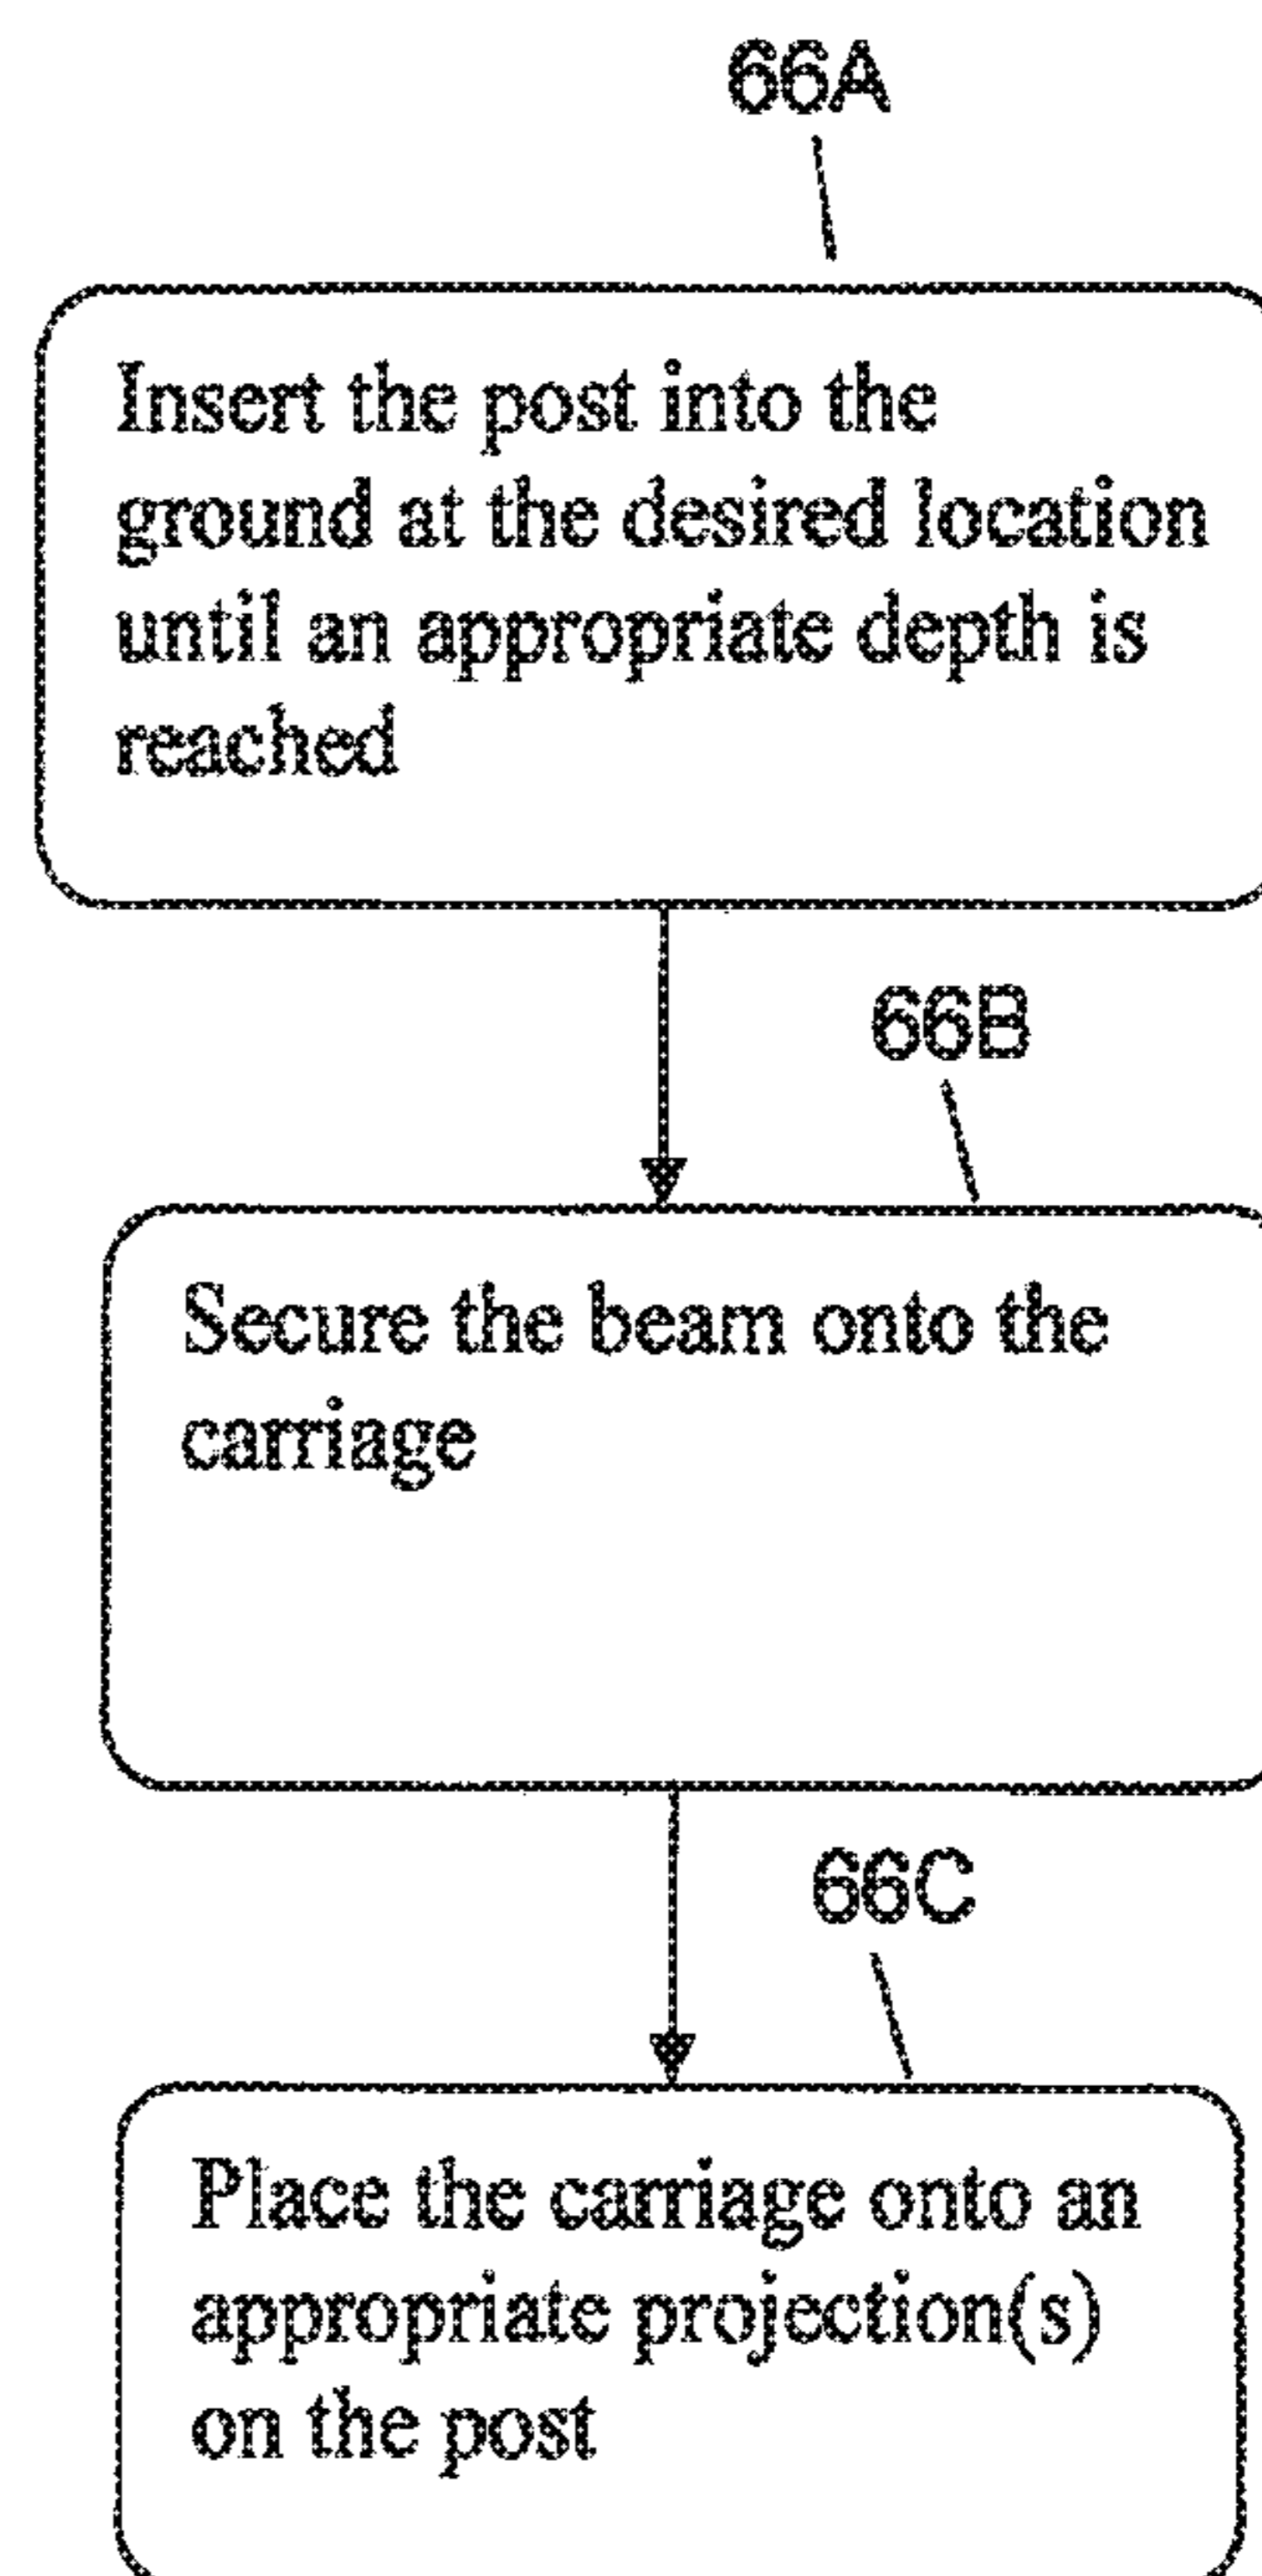 66A
Insert the post into the
ground at the desired location
until an appropriate depth is
reached
66B
Secure the beam onto the
carriage
66C
Place the carriage onto an
appropriate projection(s)
on the post